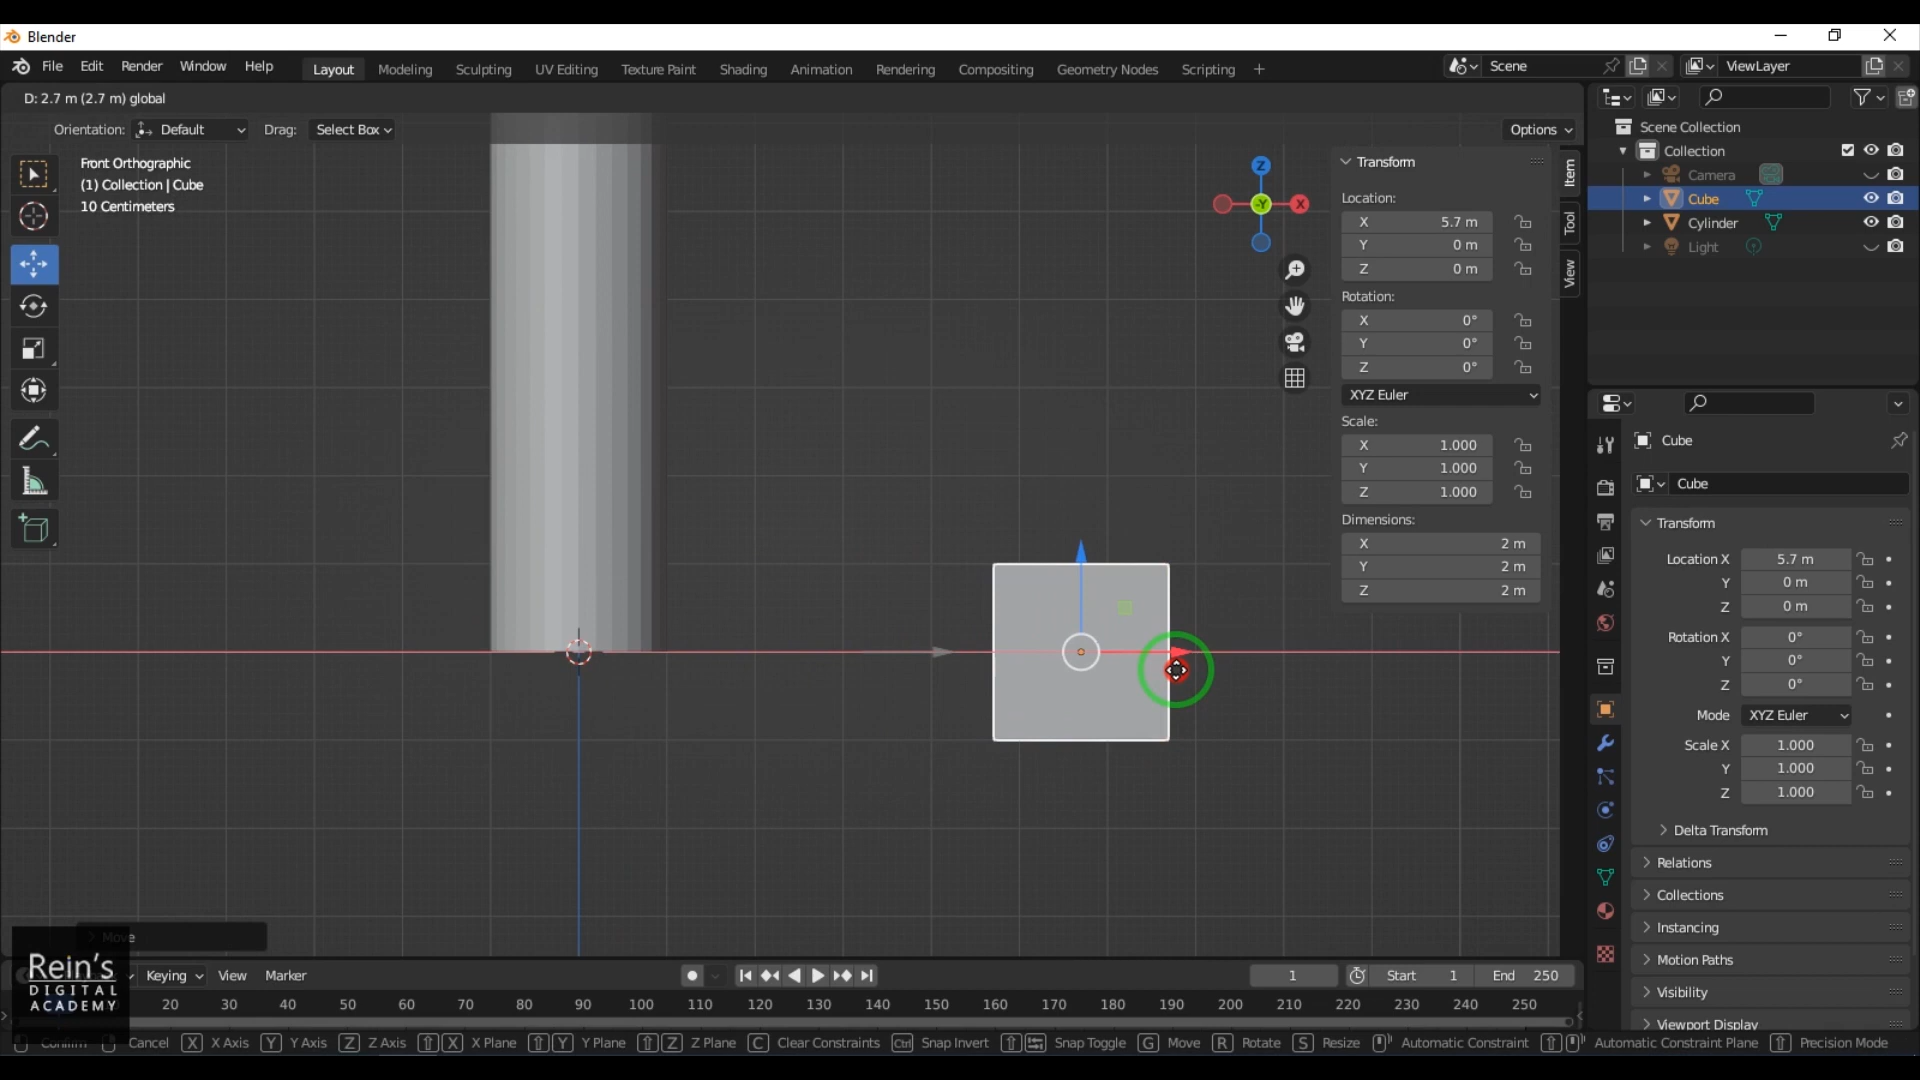 Blender
File Edit Render Window Help Layout Modeling Sculpting UV Editing Texture Paint Shading Animation Rendering Compositing Geometry Nodes Scripting + Scene ViewLayer
D: 2.7 m (2.7 m) global
Orientation: Default Drag: Select Box Options
Front Orthographic
(1) Collection | Cube
10 Centimeters
Z
-Y
X
Transform
Location:
X 5.7 m
Y 0 m
Z 0 m
Rotation:
X 0°
Y 0°
Z 0°
XYZ Euler
Scale:
X 1.000
Y 1.000
Z 1.000
Dimensions:
X 2 m
Y 2 m
Z 2 m
Item
Tool
View
Scene Collection
Collection
Camera
Cube
Cylinder
Light
Cube
Cube
Transform
Location X 5.7 m
Y 0 m
Z 0 m
Rotation X 0°
Y 0°
Z 0°
Mode XYZ Euler
Scale X 1.000
Y 1.000
Z 1.000
Delta Transform
Relations
Collections
Instancing
Motion Paths
Visibility
Viewport Display
Move
Rein's
DIGITAL
ACADEMY
Keying View Marker 1 Start 1 End 250
20 30 40 50 60 70 80 90 100 110 120 130 140 150 160 170 180 190 200 210 220 230 240 250
Confirm Cancel X X Axis Y Y Axis Z Z Axis X X Plane Y Y Plane Z Z Plane C Clear Constraints Ctrl Snap Invert Snap Toggle G Move R Rotate S Resize Automatic Constraint Automatic Constraint Plane Precision Mode